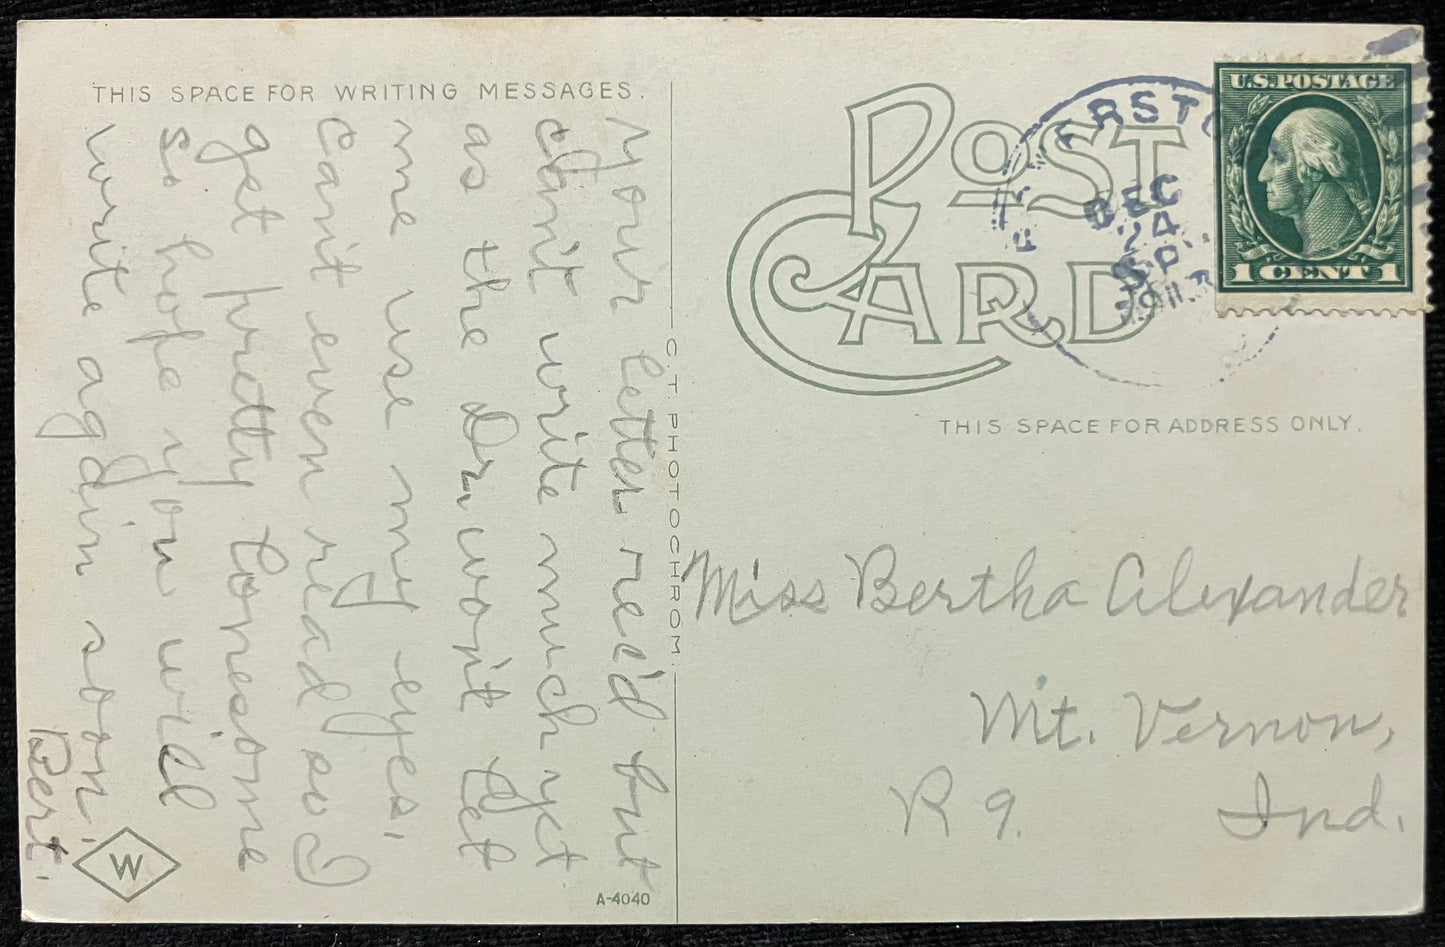 THIS SPACE FOR WRITING MESSAGES.
Your letter rec'd but
can't write much yet
as the Dr. won't let
me use my eyes,
can't even read so I
get pretty lonesome
so hope you will
write again soon.
Bert.
W
A-4040
C. T. PHOTOCHROM.
POST
CARD
ERSTO
DEC
24
U.S. POSTAGE
1 CENT 1
THIS SPACE FOR ADDRESS ONLY.
Miss Bertha Alexander
Mt. Vernon,
R 9. Ind.